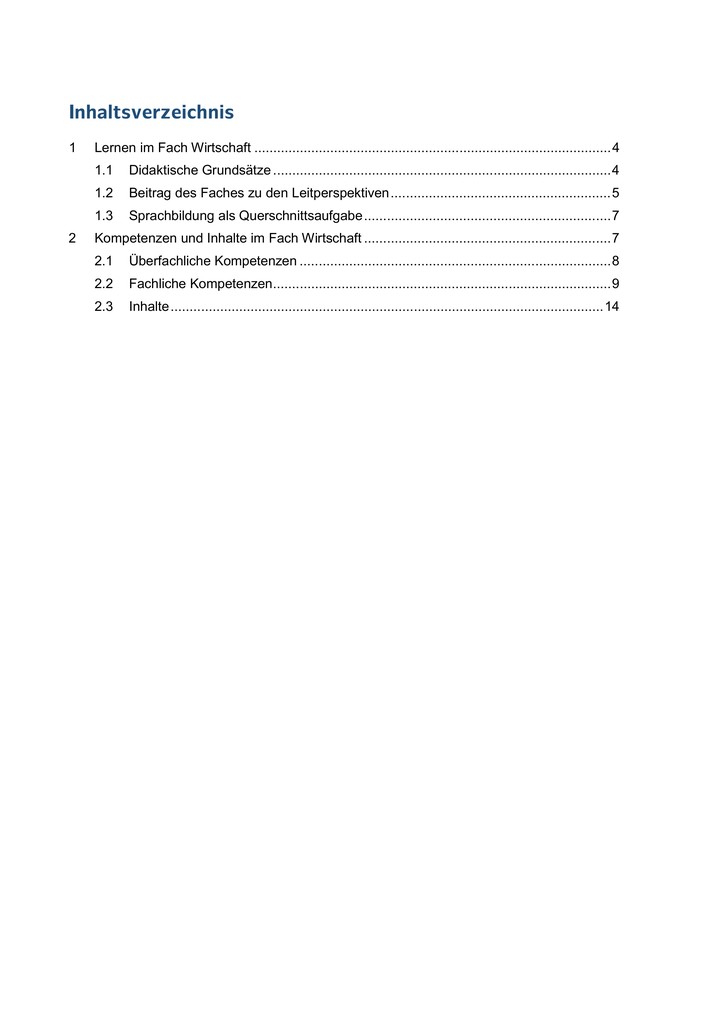 Inhaltsverzeichnis
1 Lernen im Fach Wirtschaft ............................................................................................. 4
1.1 Didaktische Grundsätze ........................................................................................ 4
1.2 Beitrag des Faches zu den Leitperspektiven .......................................................... 5
1.3 Sprachbildung als Querschnittsaufgabe ................................................................. 7
2 Kompetenzen und Inhalte im Fach Wirtschaft ................................................................. 7
2.1 Überfachliche Kompetenzen ................................................................................. 8
2.2 Fachliche Kompetenzen ........................................................................................ 9
2.3 Inhalte ................................................................................................................. 14